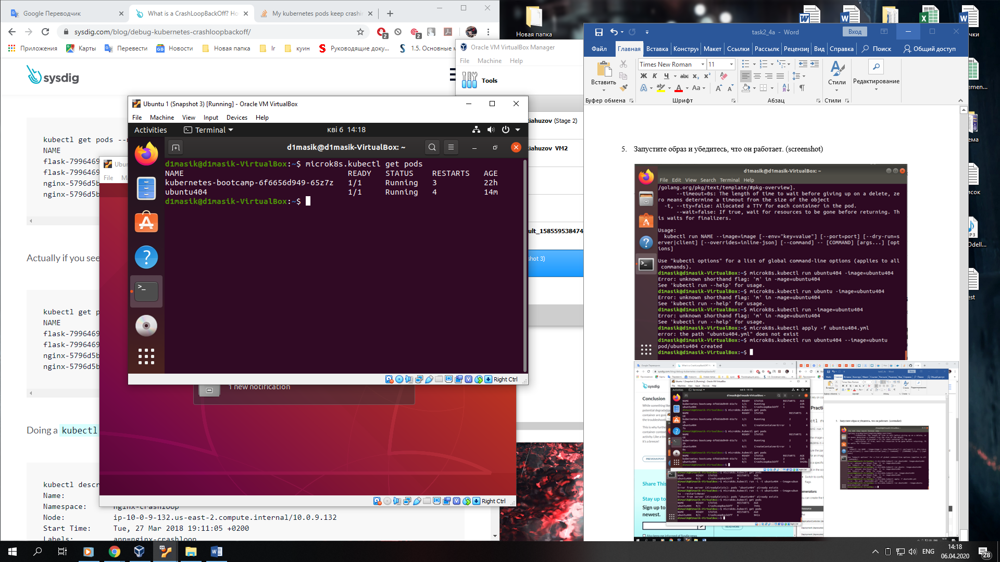 Google Переводчик
What is a CrashLoopBackOff? Ho
My kubernetes pods keep crashi
sysdig.com/blog/debug-kubernetes-crashloopbackoff/
Приложения
Карты
Перевести
Новости
Новая папка
Ir
куин
Руководящие доку...
1.5. Основные м
sysdig
kubectl get pods --n
NAME
flask-7996469
flask-7996469
nginx-5796d5b
nginx-5796d5b
Actually if you see
kubectl get p
NAME
flask-7996469
flask-7996469
nginx-5796d5b
nginx-5796d5b
Doing a kubectl
kubectl descr
Name:
Namespace: nginx-crashloop
Node: ip-10-0-9-132.us-east-2.compute.internal/10.0.9.132
Start Time: Tue, 27 Mar 2018 19:11:05 +0200
Labels: app=nginx-crashloop
Ubuntu 1 (Snapshot 3) [Running] - Oracle VM VirtualBox
File Machine View Input Devices Help
Activities Terminal кві 6 14:18
d1masik@d1masik-VirtualBox: ~
d1masik@d1masik-VirtualBox:~$ microk8s.kubectl get pods
NAME READY STATUS RESTARTS AGE
kubernetes-bootcamp-6f6656d949-65z7z 1/1 Running 3 22h
ubuntu404 1/1 Running 4 14m
d1masik@d1masik-VirtualBox:~$
Right Ctrl
Ubun
File Ma
1 new notification
Right Ctrl
Oracle VM VirtualBox Manager
File Machine Help
Tools
kiahuzov (Stage 2)
kiahuzov VM2
ult_158559538474
shot 3)
Новая папка
task2_4a - Word
Вход
Файл Главная Вставка Констру Макет Ссылки Рассылк Рецензи Вид Справка Поиск Общий доступ
Вставить
Буфер обмена
Times New Roman 11
Ж К Ч abc x₂ x²
Шрифт
Абзац
Стили
Стили
Редактирование
5. Запустите образ и убедитесь, что он работает. (screenshot)
d1masik@d1masik-VirtualBox: ~
File Edit View Search Terminal Help
/golang.org/pkg/text/template/#pkg-overview].
--timeout=0s: The length of time to wait before giving up on a delete, ze
ro means determine a timeout from the size of the object
-t, --tty=false: Allocated a TTY for each container in the pod.
--wait=false: If true, wait for resources to be gone before returning. Th
is waits for finalizers.
Usage:
kubectl run NAME --image=image [--env="key=value"] [--port=port] [--dry-run=s
erver|client] [--overrides=inline-json] [--command] -- [COMMAND] [args...] [opt
ions]
Use "kubectl options" for a list of global command-line options (applies to all
commands).
d1masik@d1masik-VirtualBox:~$ microk8s.kubectl run ubuntu404 -image=ubuntu404
Error: unknown shorthand flag: 'm' in -mage=ubuntu404
See 'kubectl run --help' for usage.
d1masik@d1masik-VirtualBox:~$ microk8s.kubectl run ubuntu -image=ubuntu404
Error: unknown shorthand flag: 'm' in -mage=ubuntu404
See 'kubectl run --help' for usage.
d1masik@d1masik-VirtualBox:~$ microk8s.kubectl run -image=ubuntu404
Error: unknown shorthand flag: 'm' in -mage=ubuntu404
See 'kubectl run --help' for usage.
d1masik@d1masik-VirtualBox:~$ microk8s.kubectl apply -f ubuntu404.yml
error: the path "ubuntu404.yml" does not exist
d1masik@d1masik-VirtualBox:~$ microk8s.kubectl run ubuntu404 --image=ubuntu
pod/ubuntu404 created
d1masik@d1masik-VirtualBox:~$
sysdig
Conclusion
Share This
Stay up to
Sign up to
newest.
чки
emen...
ема
исок
Odell...
est
ENG
14:18
06.04.2020
28